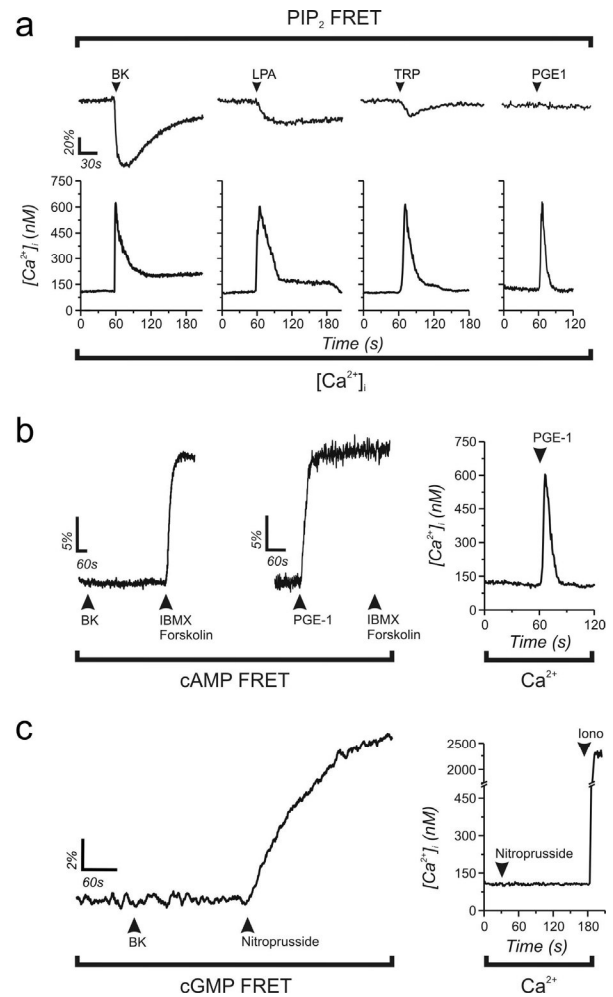 a
PIP₂ FRET
BK
LPA
TRP
PGE1
20%
30s
[Ca²⁺]ᵢ (nM)
750
600
450
300
150
0
0 60 120 180
0 60 120 180
0 60 120 180
0 60 120
Time (s)
[Ca²⁺]ᵢ
b
5%
60s
BK
IBMX
Forskolin
5%
60s
PGE-1
IBMX
Forskolin
cAMP FRET
PGE-1
[Ca²⁺]ᵢ (nM)
750
600
450
300
150
0
0 60 120
Time (s)
Ca²⁺
c
2%
60s
BK
Nitroprusside
cGMP FRET
Iono
[Ca²⁺]ᵢ (nM)
2500
2000
450
300
150
0
Nitroprusside
0 60 120 180
Time (s)
Ca²⁺